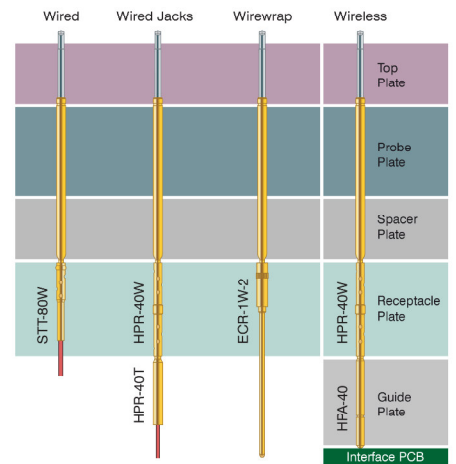 Wired
Wired Jacks
Wirewrap
Wireless
Top
Plate
Probe
Plate
Spacer
Plate
STT-80W
HPR-40W
ECR-1W-2
HPR-40W
Receptacle
Plate
HPR-40T
HFA-40
Guide
Plate
Interface PCB